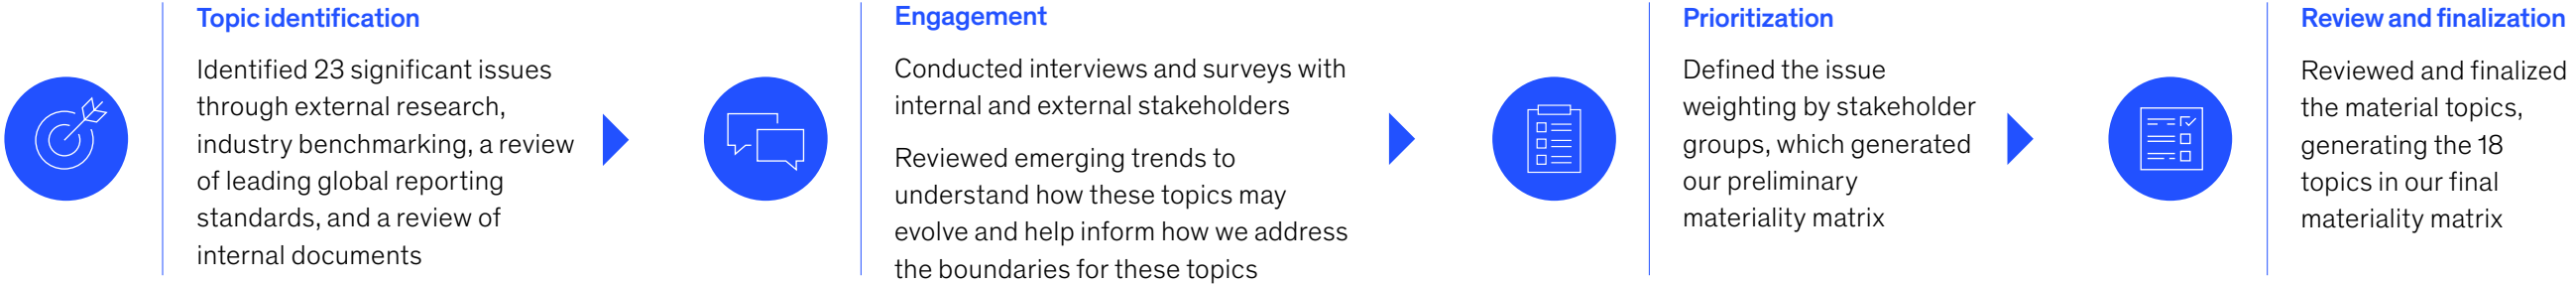 Topic identification
Identified 23 significant issues
through external research,
industry benchmarking, a review
of leading global reporting
standards, and a review of
internal documents
Engagement
Conducted interviews and surveys with
internal and external stakeholders
Reviewed emerging trends to
understand how these topics may
evolve and help inform how we address
the boundaries for these topics
Prioritization
Defined the issue
weighting by stakeholder
groups, which generated
our preliminary
materiality matrix
Review and finalization
Reviewed and finalized
the material topics,
generating the 18
topics in our final
materiality matrix